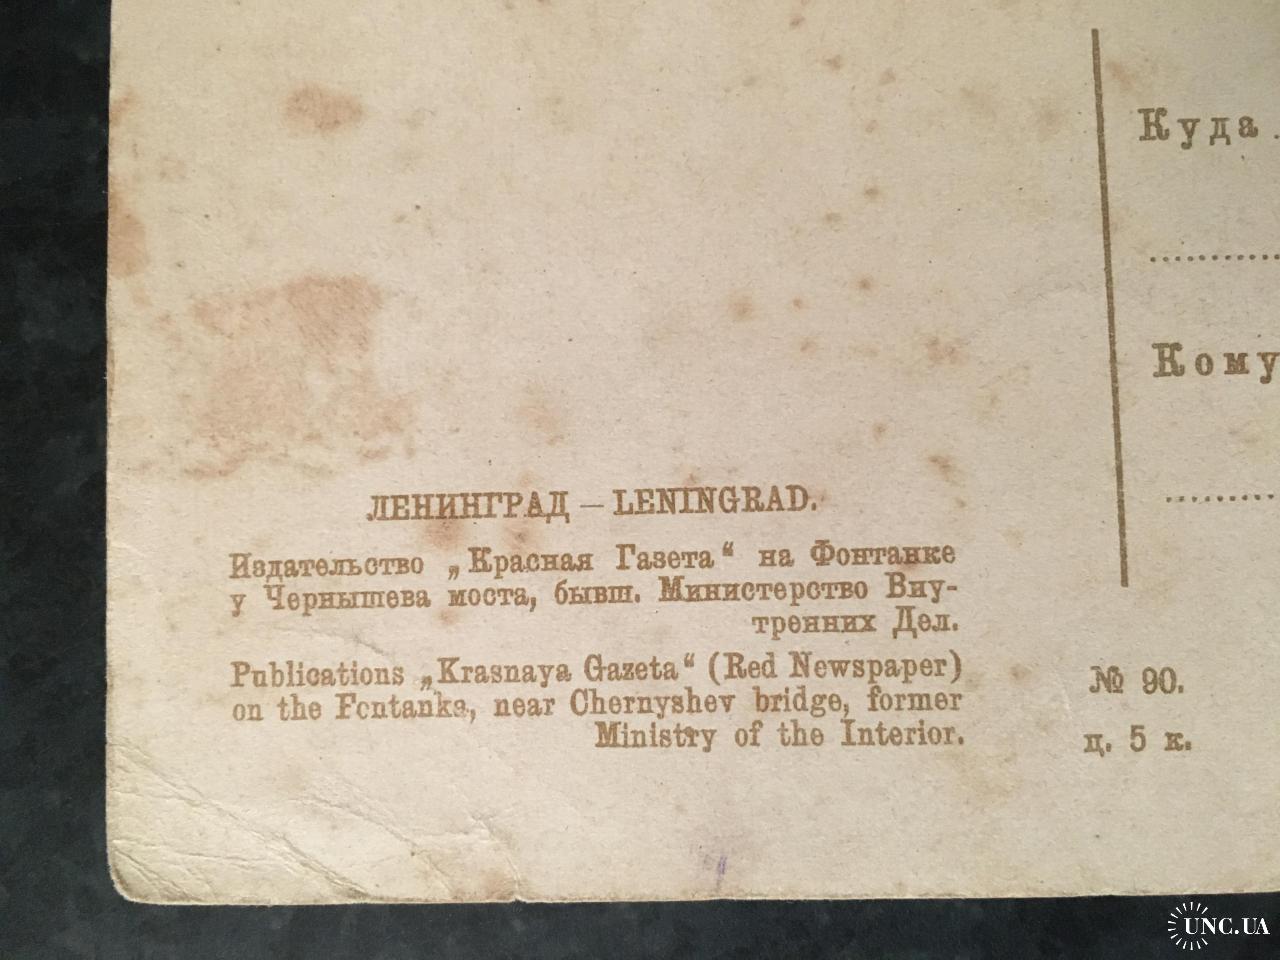 ЛЕНИНГРАД — LENINGRAD.
Издательство „Красная Газета“ на Фонтанке
у Чернышева моста, бывш. Министерство Вну-
тренних Дел.
Publications „Krasnaya Gazeta“ (Red Newspaper)
on the Fontanka, near Chernyshev bridge, former
Ministry of the Interior.
Куда
Кому
№ 90.
ц. 5 к.
UNC.UA